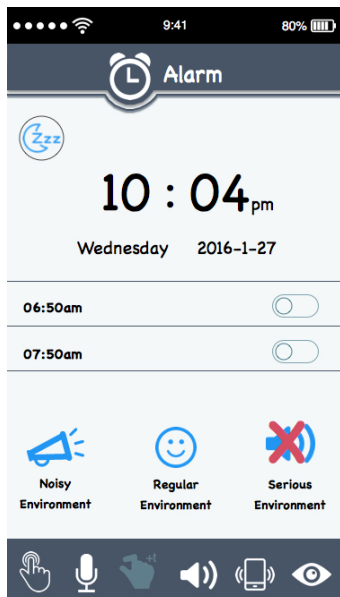 9:41
80%
Alarm
Zzz
10 : 04pm
Wednesday 2016-1-27
06:50am
07:50am
Noisy Environment
Regular Environment
Serious Environment
+t